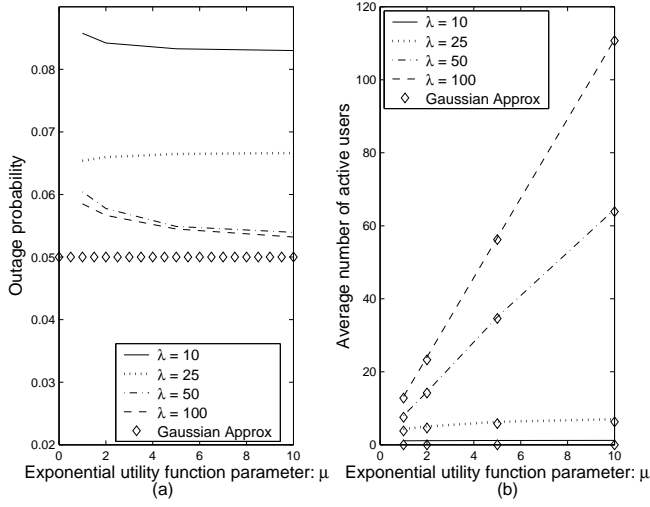 0.08
0.07
0.06
0.05
0.04
0.03
0.02
Outage probability
λ = 10
λ = 25
λ = 50
λ = 100
Gaussian Approx
0 2 4 6 8 10
Exponential utility function parameter: μ
(a)
120
100
80
60
40
20
0
Average number of active users
λ = 10
λ = 25
λ = 50
λ = 100
Gaussian Approx
0 2 4 6 8 10
Exponential utility function parameter: μ
(b)